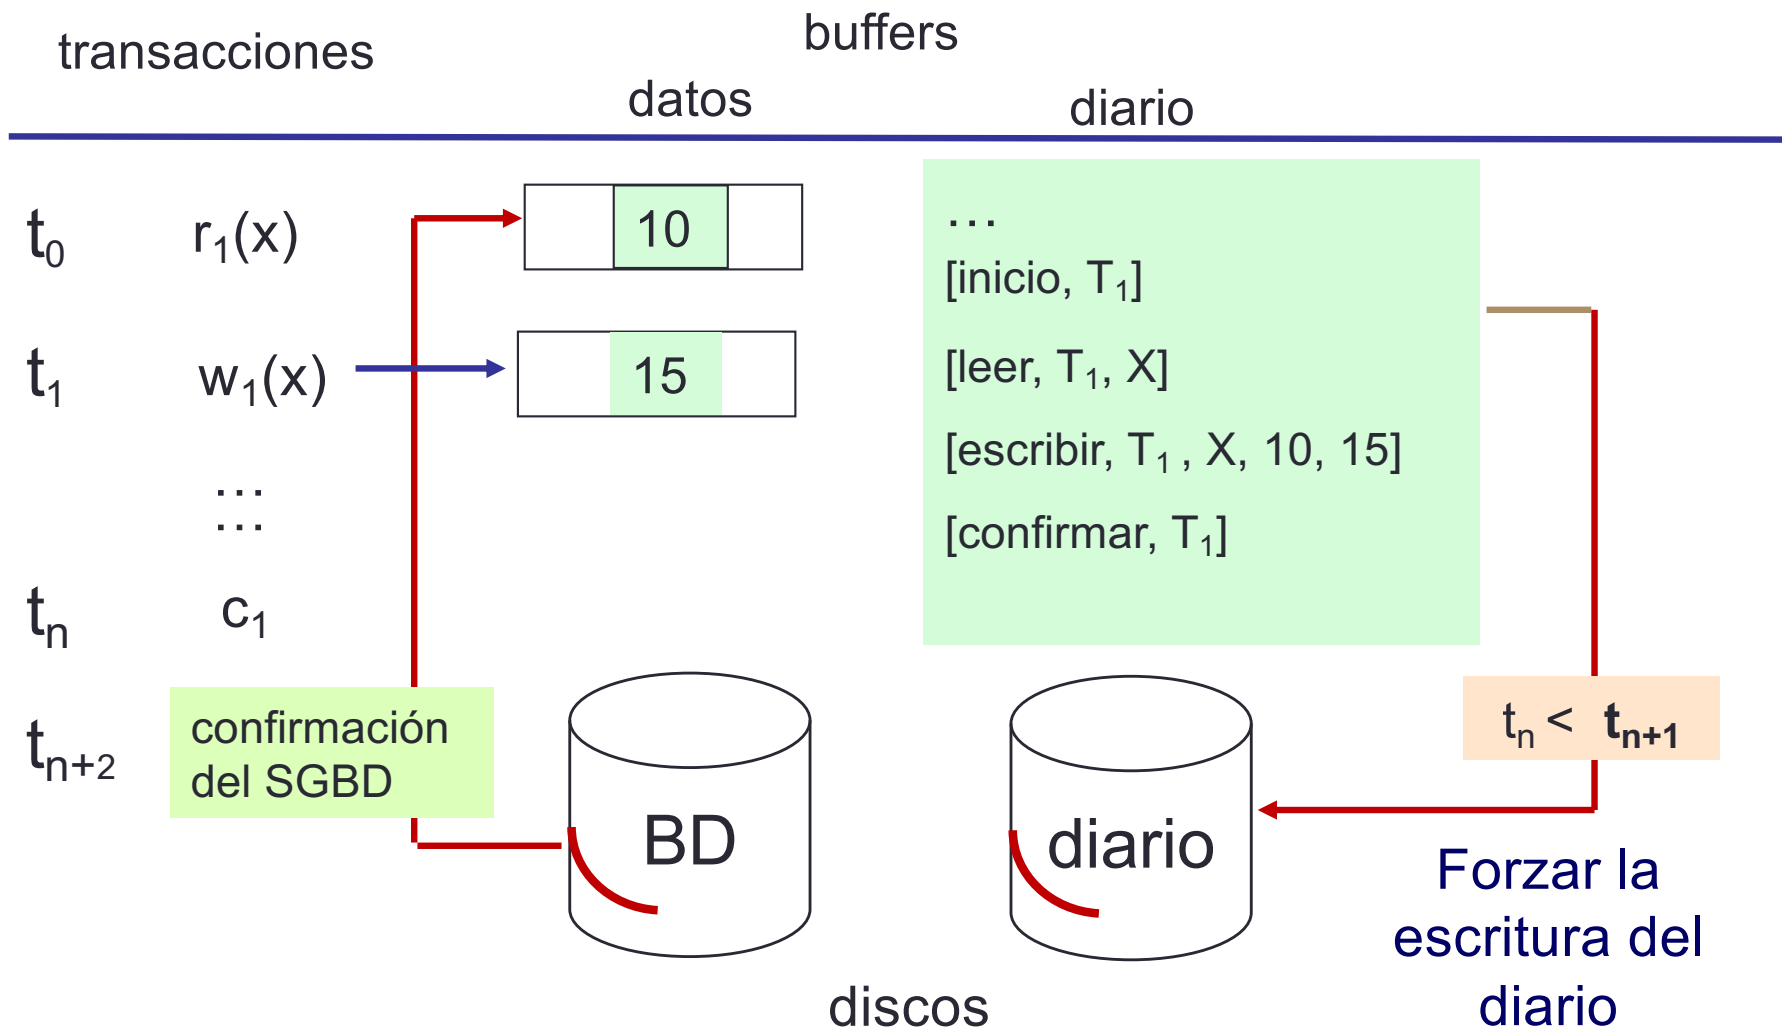 transacciones
buffers
datos
diario
t0 r1(x) 10
t1 w1(x) 15
…
…
tn c1
tn+2
confirmación
del SGBD
…
[inicio, T1]
[leer, T1, X]
[escribir, T1 , X, 10, 15]
[confirmar, T1]
tn < tn+1
BD
diario
Forzar la
escritura del
diario
discos